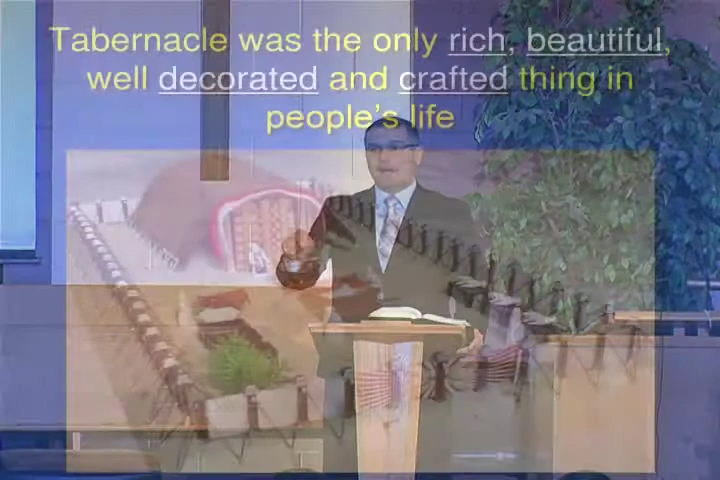 Tabernacle was the only rich, beautiful,
well decorated and crafted thing in
people's life